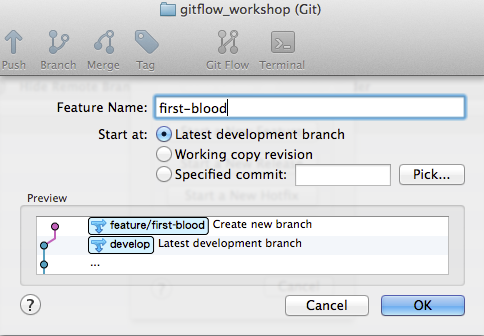 gitflow_workshop (Git)
Push Branch Merge Tag Git Flow Terminal
Feature Name: first-blood
Start at: Latest development branch
Working copy revision
Specified commit: Pick...
Preview
feature/first-blood Create new branch
develop Latest development branch
...
? Cancel OK